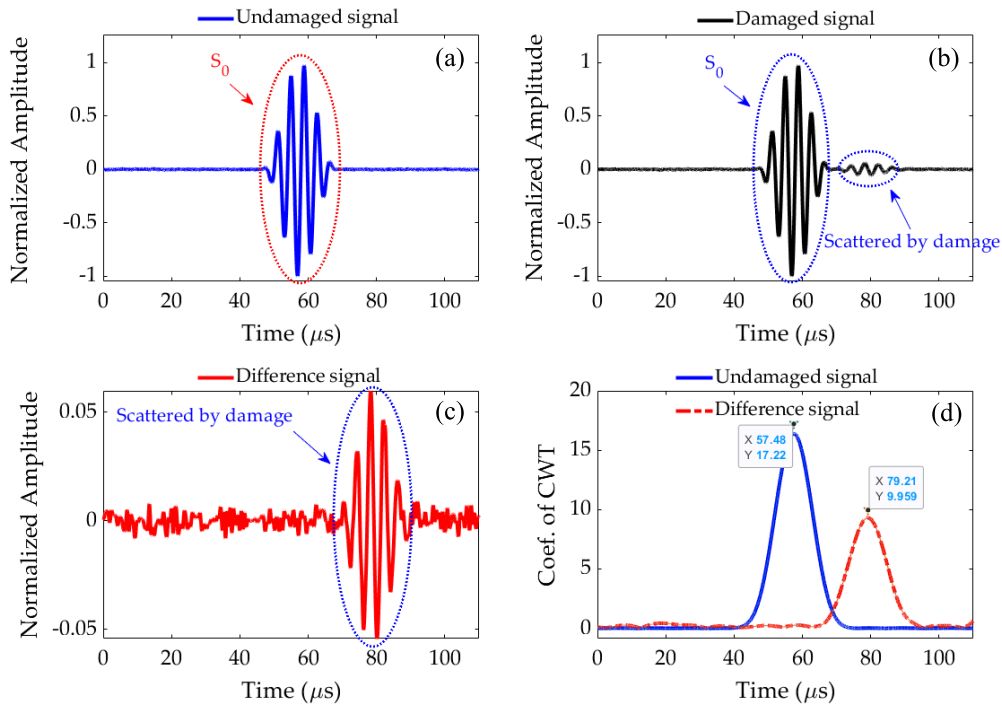 Undamaged signal
(a)
S0
1
0.5
0
-0.5
-1
Normalized Amplitude
0 20 40 60 80 100
Time (μs)
Damaged signal
(b)
S0
Scattered by damage
1
0.5
0
-0.5
-1
Normalized Amplitude
0 20 40 60 80 100
Time (μs)
Difference signal
(c)
Scattered by damage
0.05
0
-0.05
Normalized Amplitude
0 20 40 60 80 100
Time (μs)
Undamaged signal
Difference signal
(d)
X 57.48
Y 17.22
X 79.21
Y 9.959
20
15
10
5
0
Coef. of CWT
0 20 40 60 80 100
Time (μs)